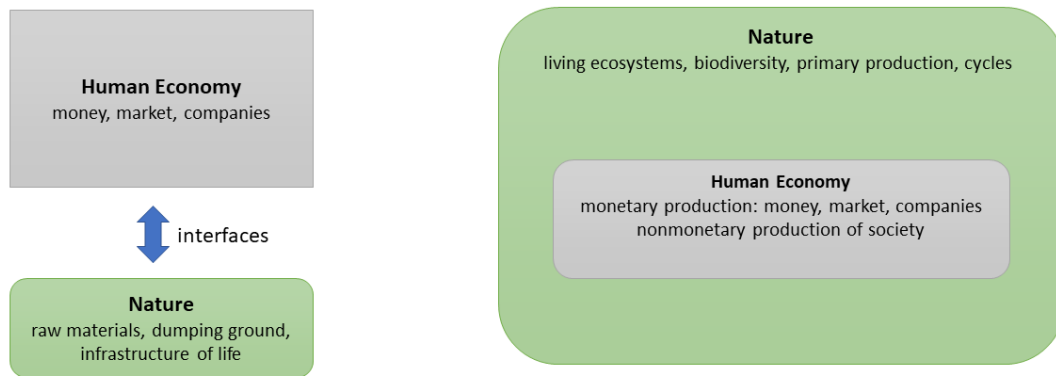 Human Economy
money, market, companies
interfaces
Nature
raw materials, dumping ground,
infrastructure of life
Nature
living ecosystems, biodiversity, primary production, cycles
Human Economy
monetary production: money, market, companies
nonmonetary production of society